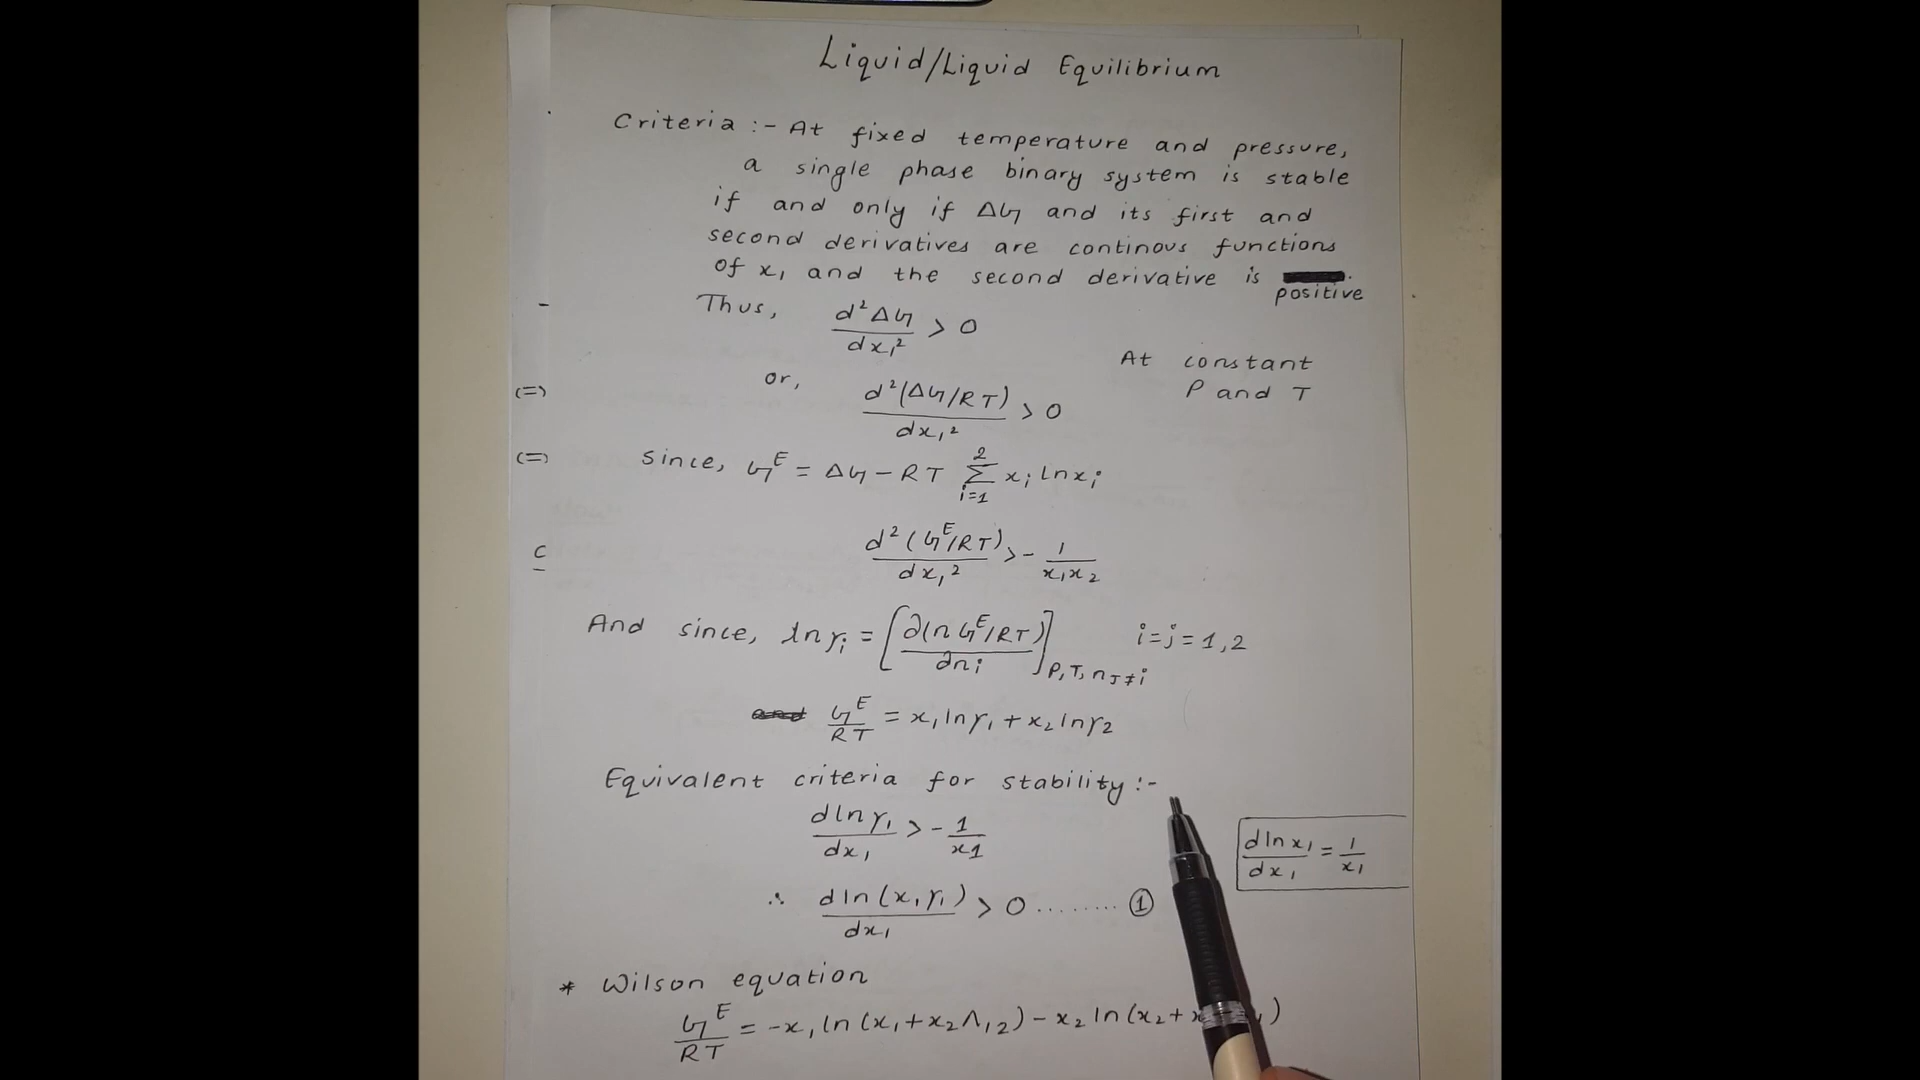 Liquid/Liquid Equilibrium
Criteria :- At fixed temperature and pressure,
a single phase binary system is stable
if and only if ΔG and its first and
second derivatives are continous functions
of x₁ and the second derivative is
positive
Thus, d²ΔG/dx₁² > 0
At constant
P and T
or, d²(ΔG/RT)/dx₁² > 0
(=)
(=)
Since, G^E = ΔG - RT Σ_{i=1}^{2} x_i ln x_i
C
d²(G^E/RT)/dx₁² > - 1/x₁x₂
And since, ln γ_i = [∂(n G^E/RT)/∂n_i]_{P,T,n_J≠i} i=j=1,2
G^E/RT = x₁ ln γ₁ + x₂ ln γ₂
Equivalent criteria for stability :-
d ln γ₁/dx₁ > - 1/x1
d ln x₁/dx₁ = 1/x₁
∴ d ln (x₁ γ₁)/dx₁ > 0 ........ ①
* Wilson equation
G^E/RT = -x₁ ln (x₁ + x₂ Λ₁₂) - x₂ ln (x₂ + x